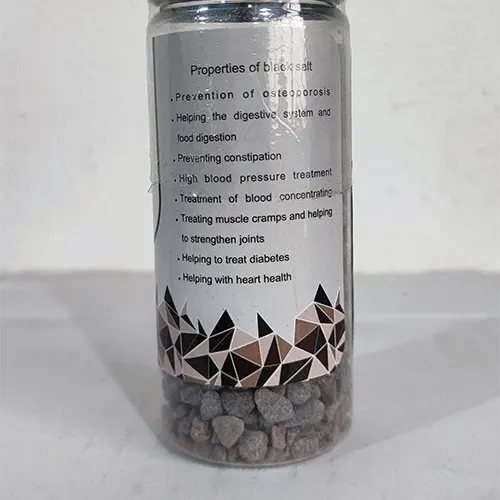 Properties of black salt
• Prevention of osteoporosis
• Helping the digestive system and
food digestion
• Preventing constipation
• High blood pressure treatment
• Treatment of blood concentrating
• Treating muscle cramps and helping
to strengthen joints
• Helping to treat diabetes
• Helping with heart health